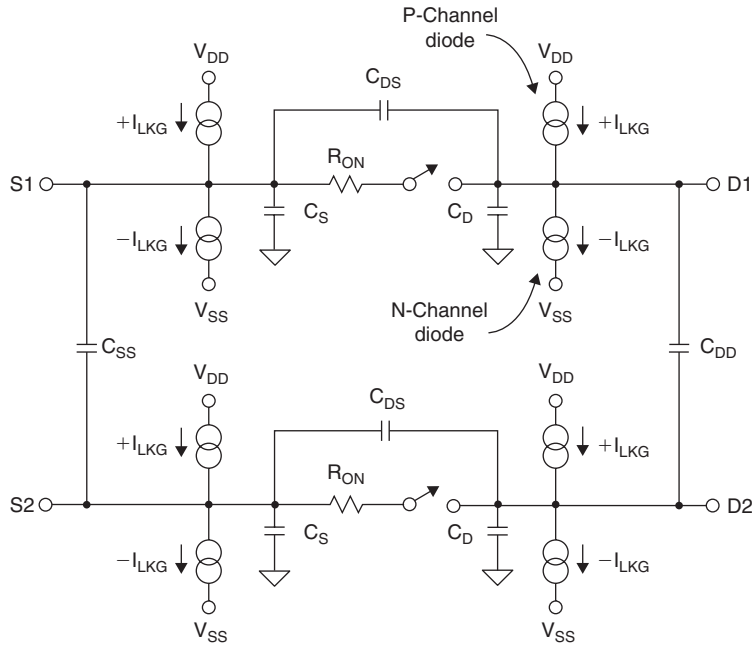 P-Channel
diode
V_DD
V_DD
C_DS
+I_LKG
+I_LKG
R_ON
S1
D1
C_S
C_D
−I_LKG
−I_LKG
V_SS
N-Channel
diode
V_SS
C_SS
C_DD
V_DD
V_DD
C_DS
+I_LKG
+I_LKG
R_ON
S2
D2
C_S
C_D
−I_LKG
−I_LKG
V_SS
V_SS